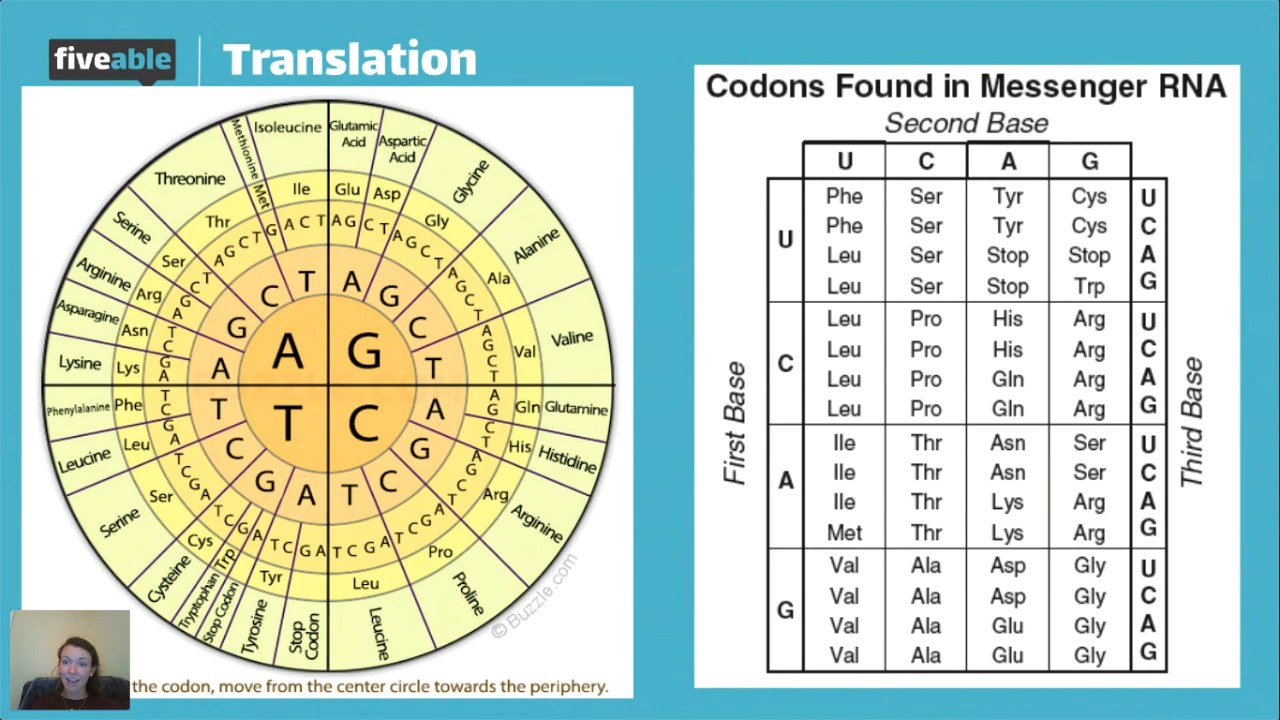 fiveable
Translation
Methionine
Isoleucine
Glutamic
Acid
Aspartic
Acid
Glycine
Alanine
Valine
Glutamine
Histidine
Arginine
Proline
Leucine
Stop
Codon
Tyrosine
Stop Codon
Tryptophan
Cysteine
Serine
Leucine
Phenylalanine
Lysine
Asparagine
Arginine
Serine
Threonine
Met
Ile
Glu
Asp
Gly
Ala
Val
Gln
His
Arg
Pro
Leu
Tyr
Trp
Cys
Ser
Leu
Phe
Lys
Asn
Arg
Ser
Thr
A G C T A G C T A G C T A G C T
A G C T A G C T A G C T A G C T
A G C T A G C T A G C T A G C T
A G C T A G C T A G C T A G C T
C T A G
G C
A T
T A
C G
G A T C
A G
T C
© Buzzle.com
the codon, move from the center circle towards the periphery.
Codons Found in Messenger RNA
Second Base
U C A G
First Base
Third Base
U
Phe Ser Tyr Cys U
Phe Ser Tyr Cys C
Leu Ser Stop Stop A
Leu Ser Stop Trp G
C
Leu Pro His Arg U
Leu Pro His Arg C
Leu Pro Gln Arg A
Leu Pro Gln Arg G
A
Ile Thr Asn Ser U
Ile Thr Asn Ser C
Ile Thr Lys Arg A
Met Thr Lys Arg G
G
Val Ala Asp Gly U
Val Ala Asp Gly C
Val Ala Glu Gly A
Val Ala Glu Gly G